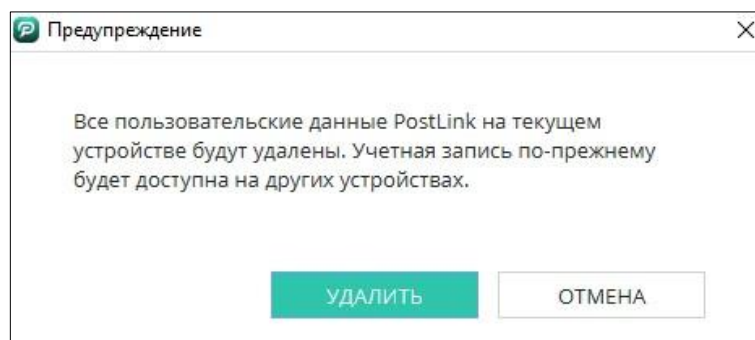 Предупреждение
Все пользовательские данные PostLink на текущем
устройстве будут удалены. Учетная запись по-прежнему
будет доступна на других устройствах.
УДАЛИТЬ ОТМЕНА